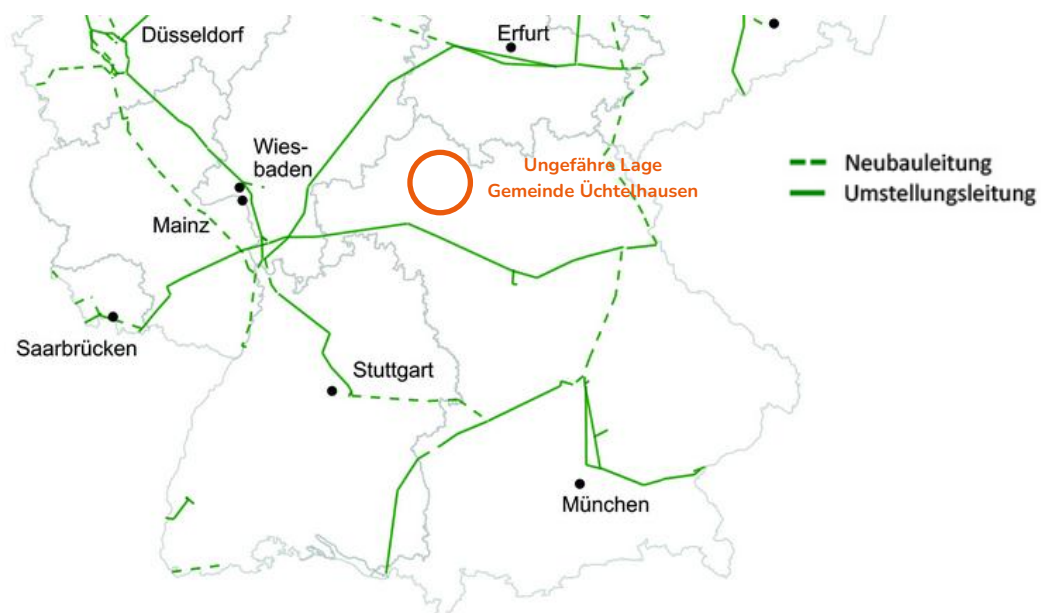 Düsseldorf
Erfurt
Wies-
baden
Ungefähre Lage
Gemeinde Üchtelhausen
Neubauleitung
Umstellungsleitung
Mainz
Saarbrücken
Stuttgart
München